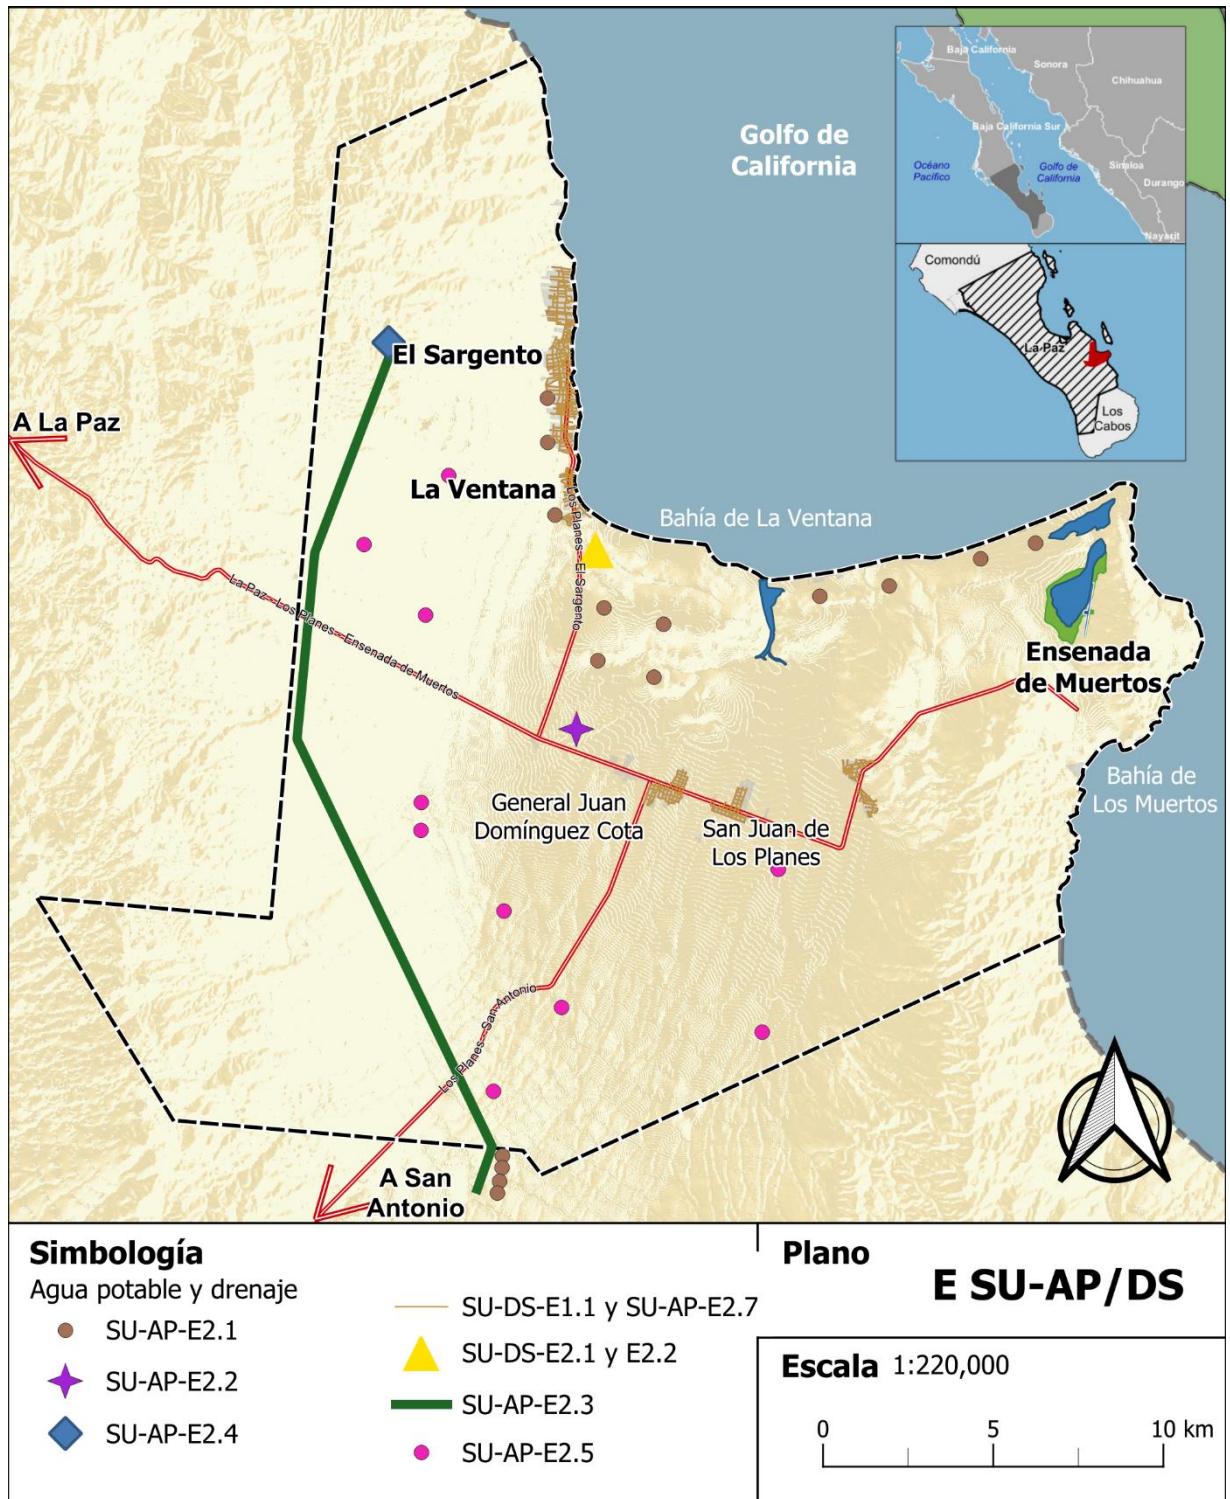 Golfo de
California
Baja California
Sonora
Chihuahua
Baja California Sur
Océano
Pacífico
Golfo de
California
Sinaloa
Durango
Nayarit
Comondú
La Paz
Los
Cabos
El Sargento
A La Paz
La Ventana
Bahía de La Ventana
Los Planes - El Sargento
La Paz - Los Planes - Ensenada de Muertos
Ensenada
de Muertos
Bahía de
Los Muertos
General Juan
Domínguez Cota
San Juan de
Los Planes
Los Planes - San Antonio
A San
Antonio
Simbología
Agua potable y drenaje
SU-AP-E2.1
SU-AP-E2.2
SU-AP-E2.4
SU-DS-E1.1 y SU-AP-E2.7
SU-DS-E2.1 y E2.2
SU-AP-E2.3
SU-AP-E2.5
Plano
E SU-AP/DS
Escala 1:220,000
0 5 10 km